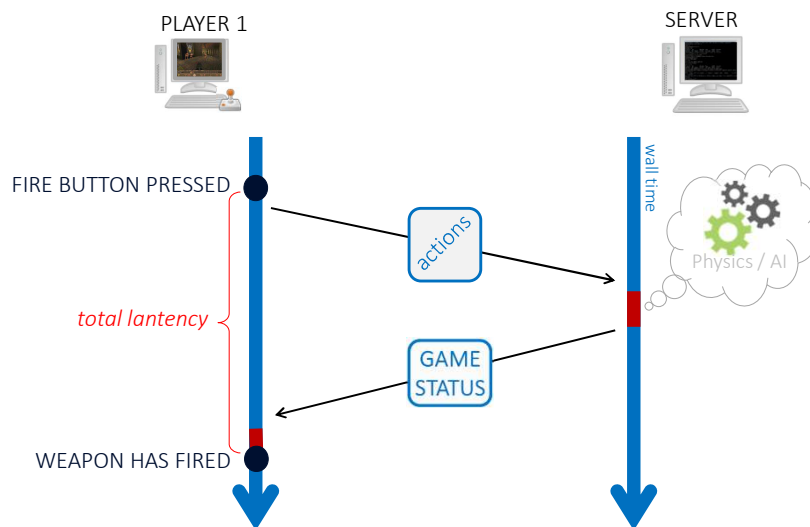 PLAYER 1
SERVER
wall time
FIRE BUTTON PRESSED
actions
Physics / AI
total lantency
GAME
STATUS
WEAPON HAS FIRED